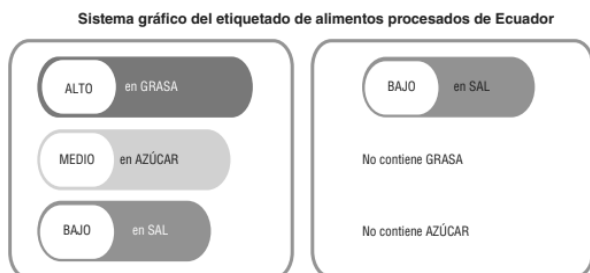 Sistema gráfico del etiquetado de alimentos procesados de Ecuador
ALTO en GRASA
MEDIO en AZÚCAR
BAJO en SAL
BAJO en SAL
No contiene GRASA
No contiene AZÚCAR